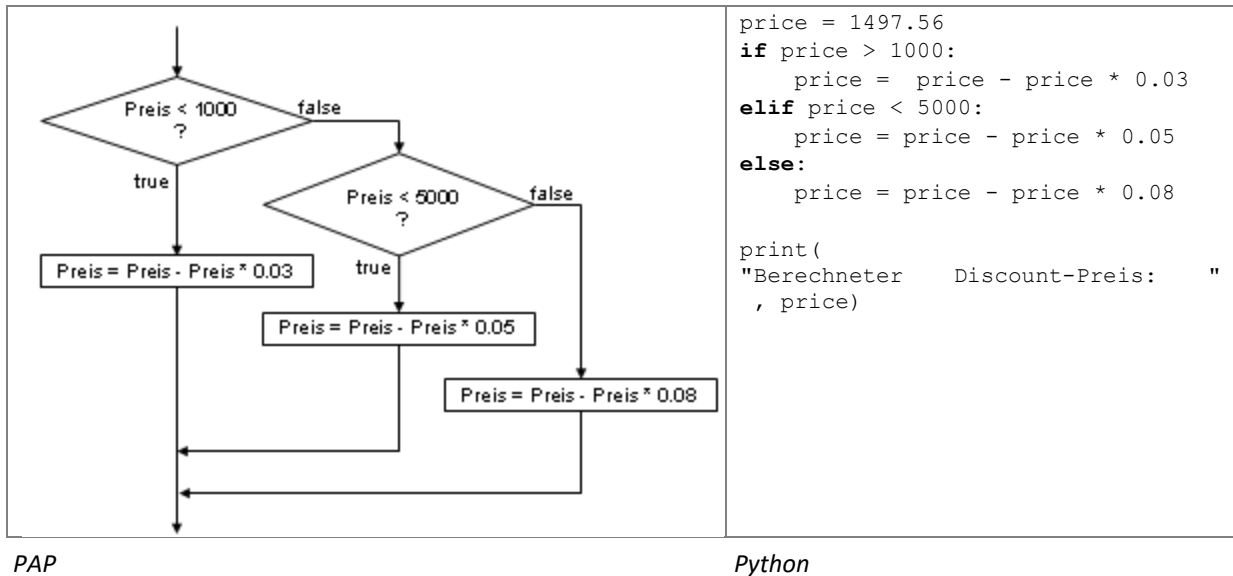 Preis < 1000
?
false
true
Preis < 5000
?
false
true
Preis = Preis - Preis * 0.03
Preis = Preis - Preis * 0.05
Preis = Preis - Preis * 0.08
price = 1497.56
if price > 1000:
    price =  price - price * 0.03
elif price < 5000:
    price = price - price * 0.05
else:
    price = price - price * 0.08
print(
"Berechneter    Discount-Preis:    "
 , price)
PAP
Python